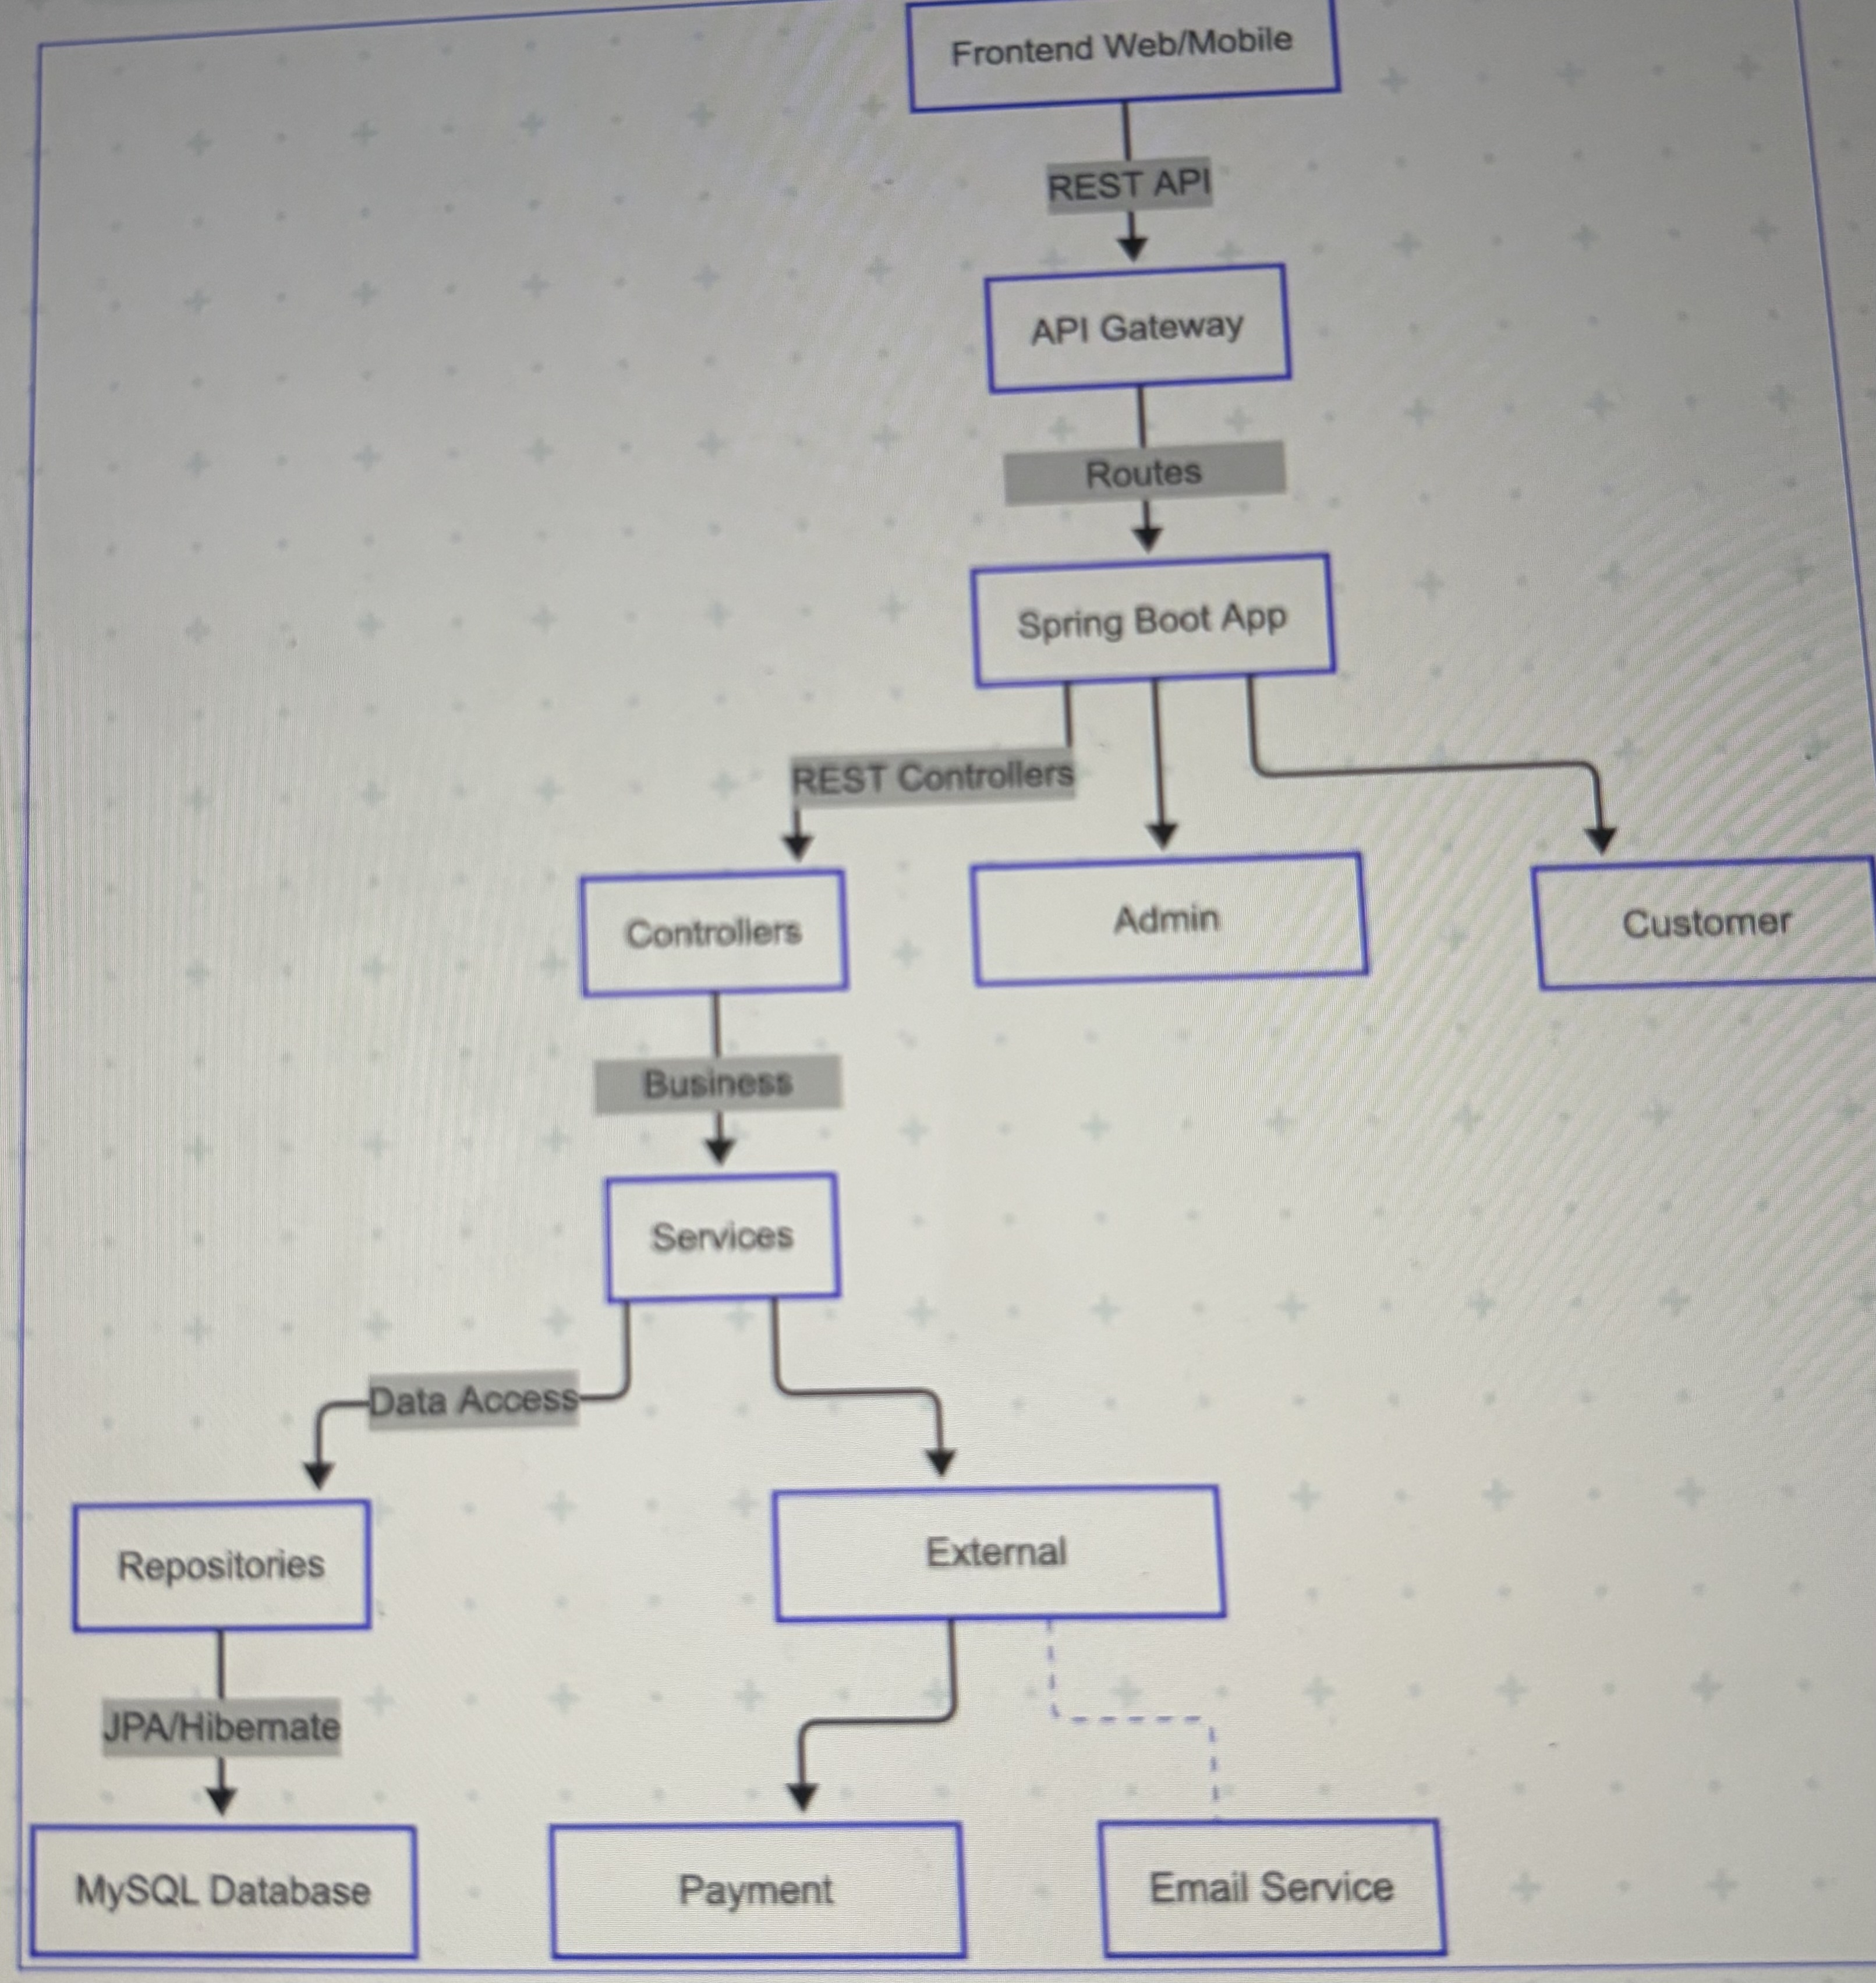 Frontend Web/Mobile
REST API
API Gateway
Routes
Spring Boot App
REST Controllers
Controllers
Admin
Customer
Business
Services
Data Access
Repositories
External
JPA/Hibernate
MySQL Database
Payment
Email Service